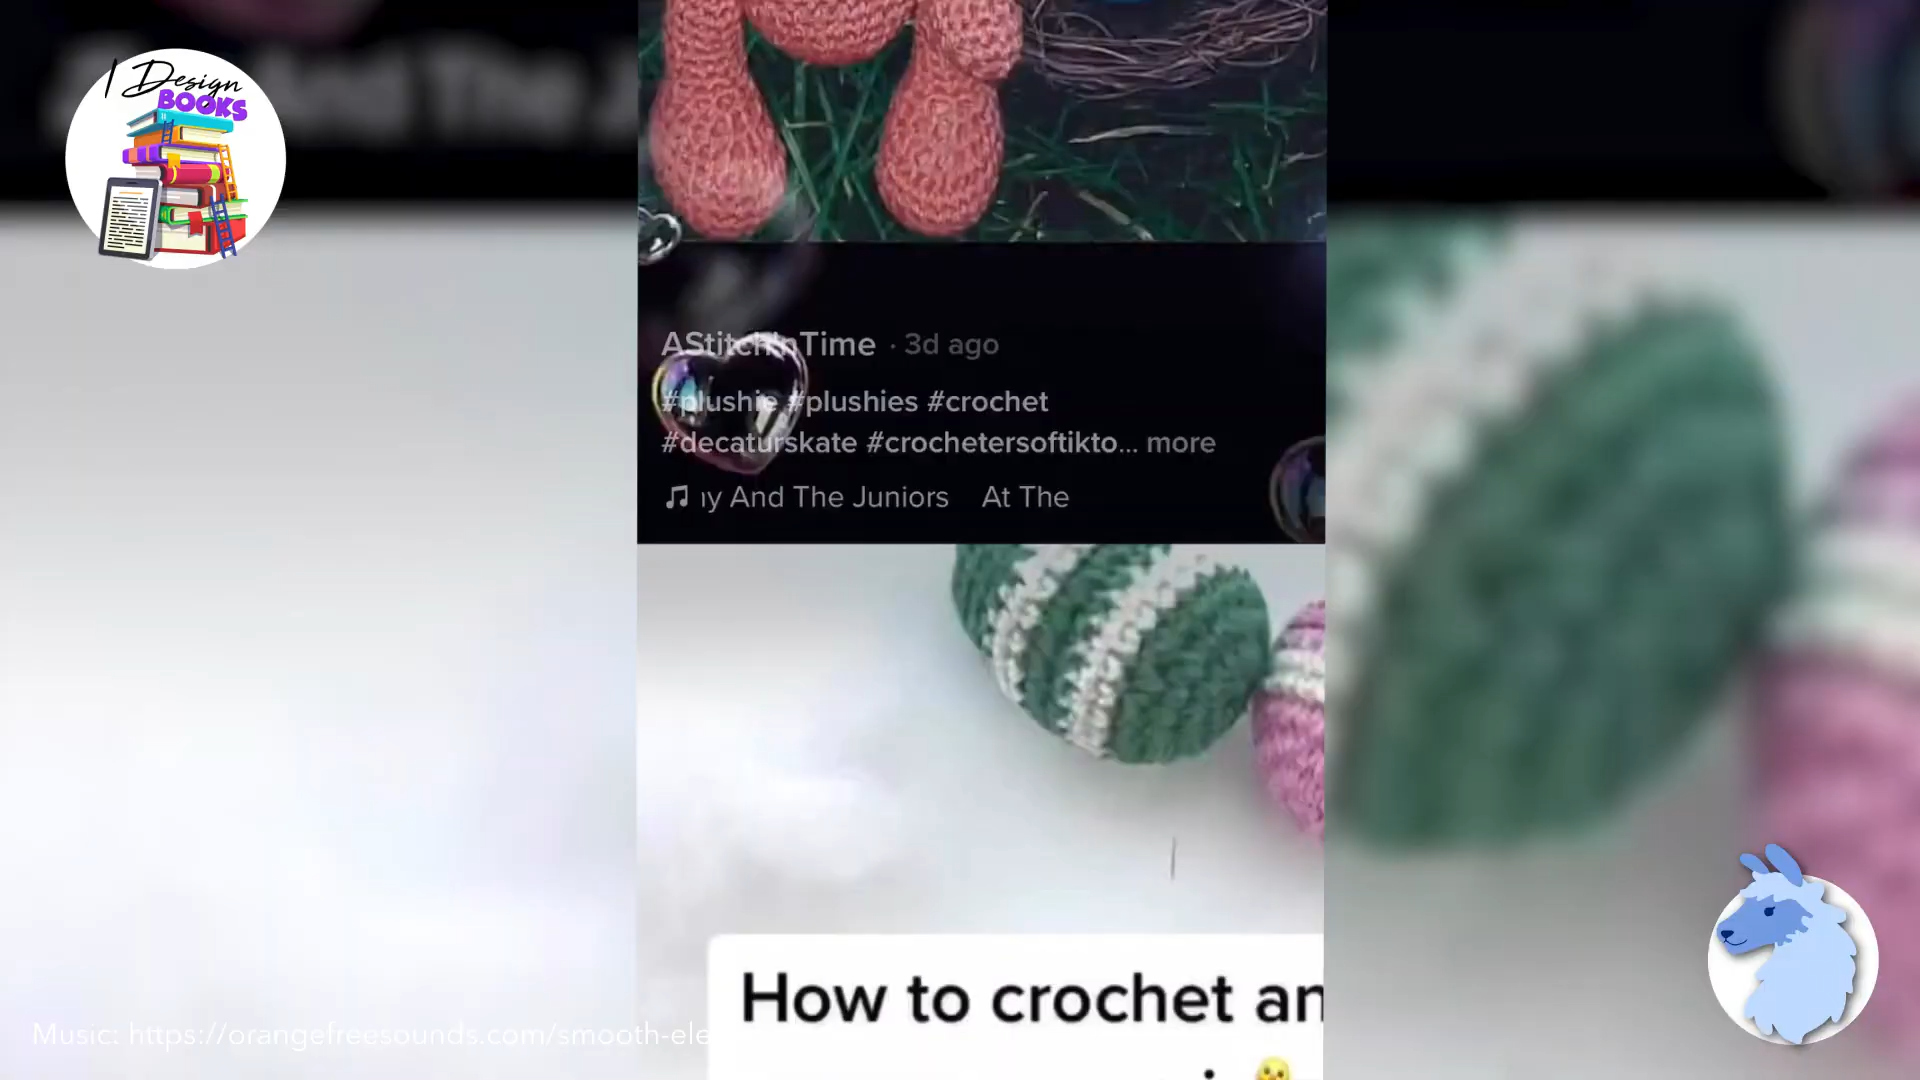 I Design
BOOKS
AStitchInTime · 3d ago
#plushie #plushies #crochet
#decaturskate #crochetersoftikto... more
ny And The Juniors At The
How to crochet an
Music: https://orangefreesounds.com/smooth-ele